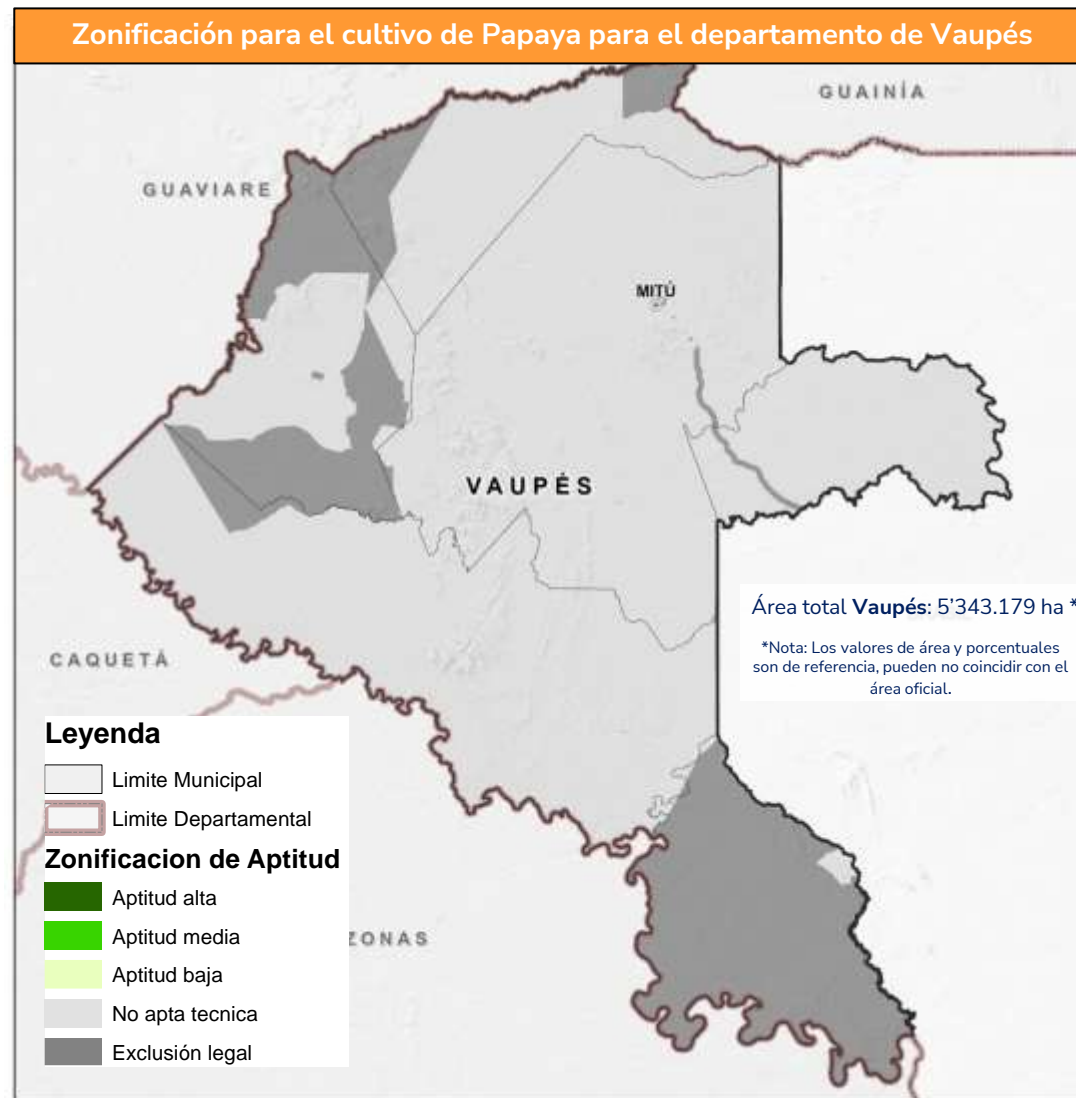 Zonificación para el cultivo de Papaya para el departamento de Vaupés
GUAINÍA
GUAVIARE
MITÚ
VAUPÉS
Área total Vaupés: 5’343.179 ha *
*Nota: Los valores de área y porcentuales
son de referencia, pueden no coincidir con el
área oficial.
CAQUETÁ
Leyenda
Limite Municipal
Limite Departamental
Zonificacion de Aptitud
Aptitud alta
Aptitud media
ZONAS
Aptitud baja
No apta tecnica
Exclusión legal